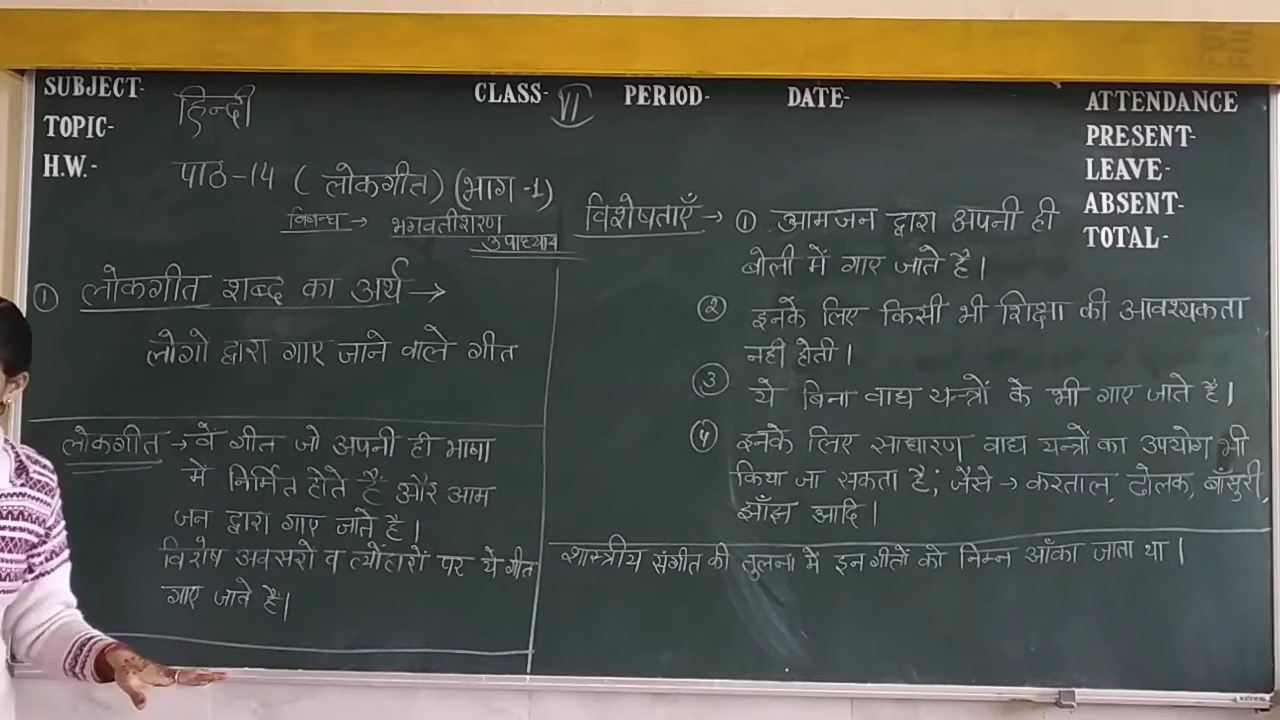 SUBJECT-
हिन्दी
CLASS- VI
PERIOD-
DATE-
ATTENDANCE
TOPIC-
PRESENT-
H.W.-
LEAVE-
ABSENT-
TOTAL-
पाठ-14 ( लोकगीत) (भाग -1)
निबन्ध → भगवतीशरण
उपाध्याय
① लोकगीत शब्द का अर्थ →
लोगो द्वारा गाए जाने वाले गीत
लोकगीत → वें गीत जो अपनी ही भाषा
में निर्मित होते हैं और आम
जन द्वारा गाए जाते है।
विशेष अवसरो व त्योहारों पर ये गीत
गाए जाते है।
विशेषताएँ → ① आमजन द्वारा अपनी ही
बोली में गाए जाते है।
② इनके लिए किसी भी शिक्षा की आवश्यकता
नही होती।
③ ये बिना वाद्य यन्त्रों के भी गाए जाते है।
④ इनके लिए साधारण वाद्य यन्त्रों का उपयोग भी
किया जा सकता है; जैसे → करताल, ढोलक, बाँसुरी,
झाँझ आदि।
शास्त्रीय संगीत की तुलना में इन गीतों को निम्न आँका जाता था।